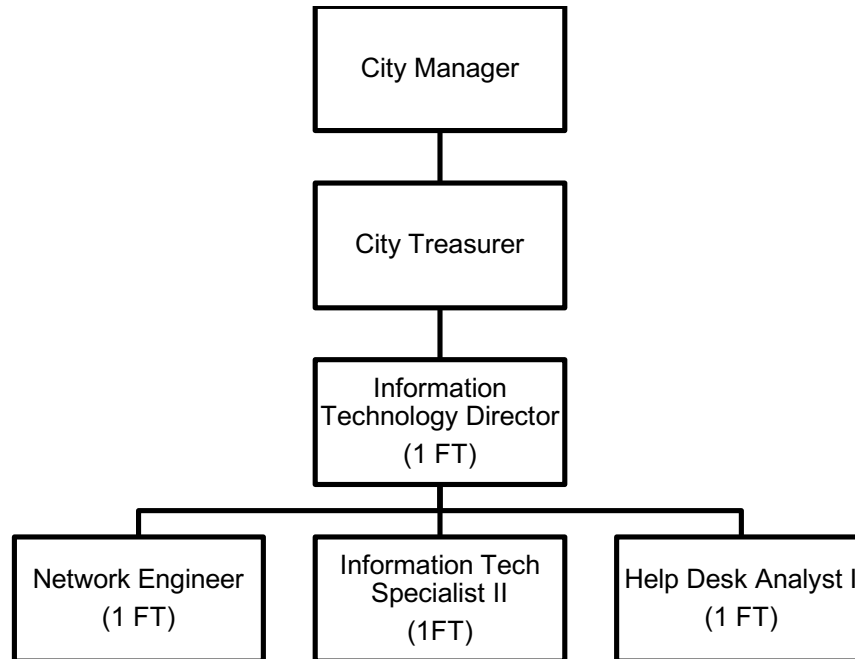 City Manager
City Treasurer
Information
Technology Director
(1 FT)
Network Engineer
(1 FT)
Information Tech
Specialist II
(1FT)
Help Desk Analyst I
(1 FT)